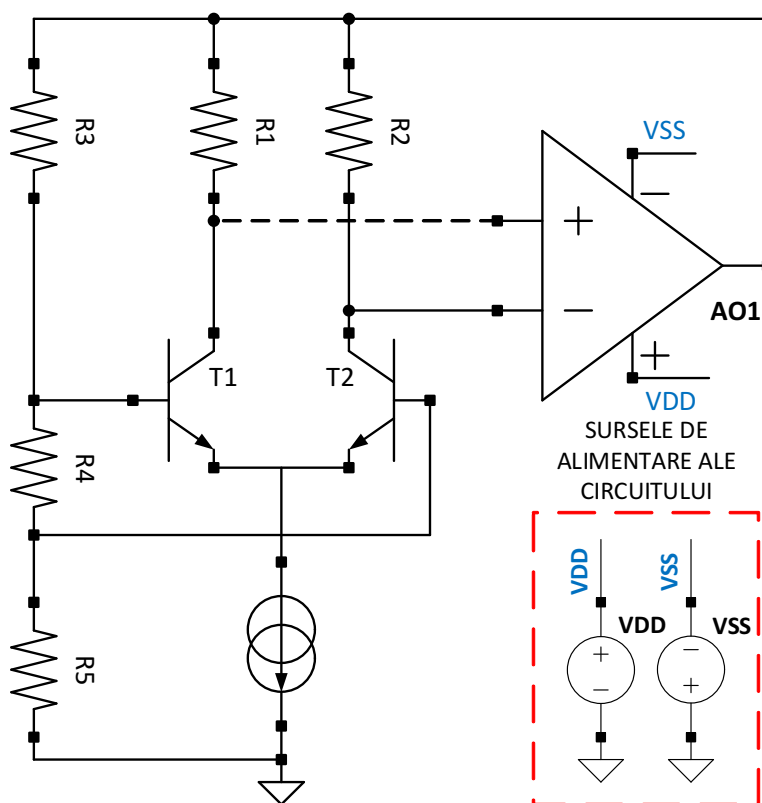 R3
R1
R2
VSS
+
−
−
AO1
T1
T2
+
VDD
R4
SURSELE DE
ALIMENTARE ALE
CIRCUITULUI
R5
VDD
VSS
VDD
VSS
+
−
−
+